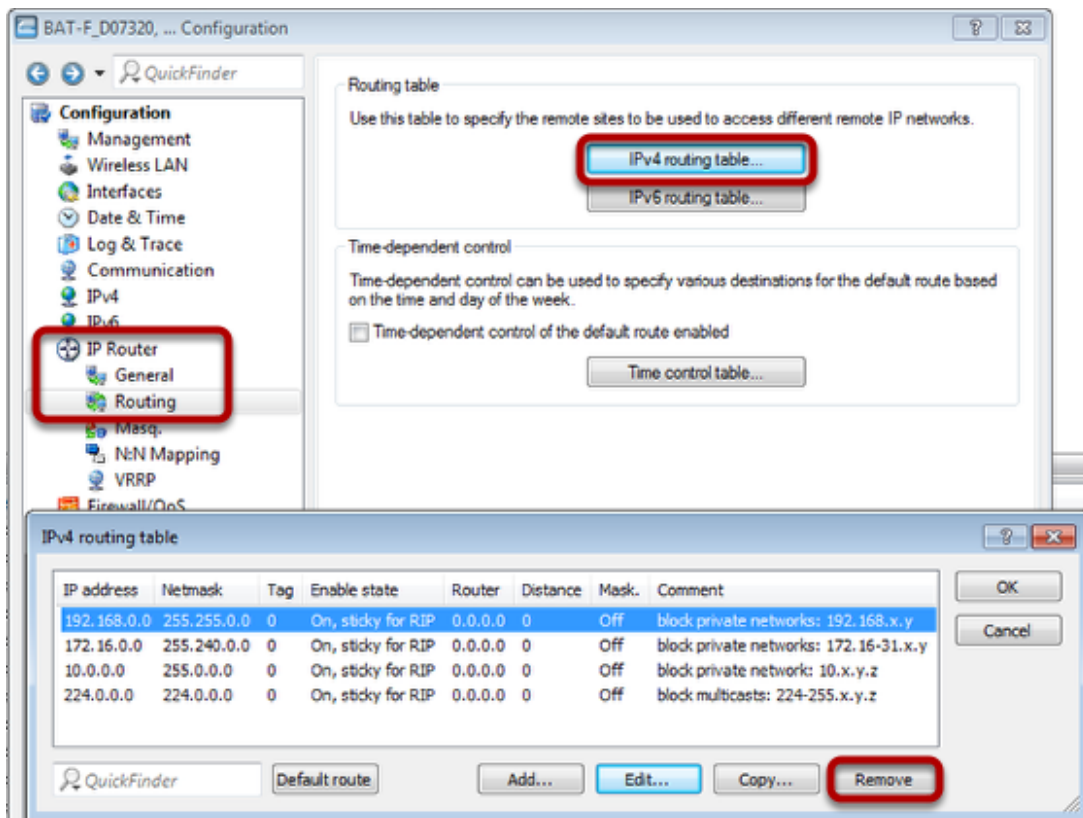 BAT-F_D07320, ... Configuration
QuickFinder
Configuration
Management
Wireless LAN
Interfaces
Date & Time
Log & Trace
Communication
IPv4
IPv6
IP Router
General
Routing
Masq.
N:N Mapping
VRRP
Firewall/QoS
Routing table
Use this table to specify the remote sites to be used to access different remote IP networks.
IPv4 routing table...
IPv6 routing table...
Time-dependent control
Time-dependent control can be used to specify various destinations for the default route based
on the time and day of the week.
Time-dependent control of the default route enabled
Time control table...
IPv4 routing table
IP address Netmask Tag Enable state Router Distance Mask. Comment
192.168.0.0 255.255.0.0 0 On, sticky for RIP 0.0.0.0 0 Off block private networks: 192.168.x.y
172.16.0.0 255.240.0.0 0 On, sticky for RIP 0.0.0.0 0 Off block private networks: 172.16-31.x.y
10.0.0.0 255.0.0.0 0 On, sticky for RIP 0.0.0.0 0 Off block private network: 10.x.y.z
224.0.0.0 224.0.0.0 0 On, sticky for RIP 0.0.0.0 0 Off block multicasts: 224-255.x.y.z
OK
Cancel
QuickFinder
Default route
Add...
Edit...
Copy...
Remove